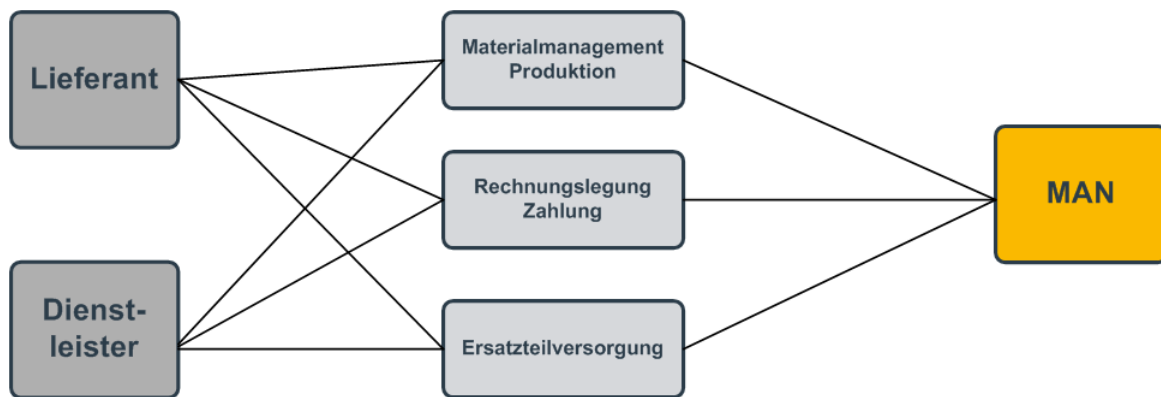 Lieferant
Dienst-
leister
Materialmanagement
Produktion
Rechnungslegung
Zahlung
Ersatzteilversorgung
MAN